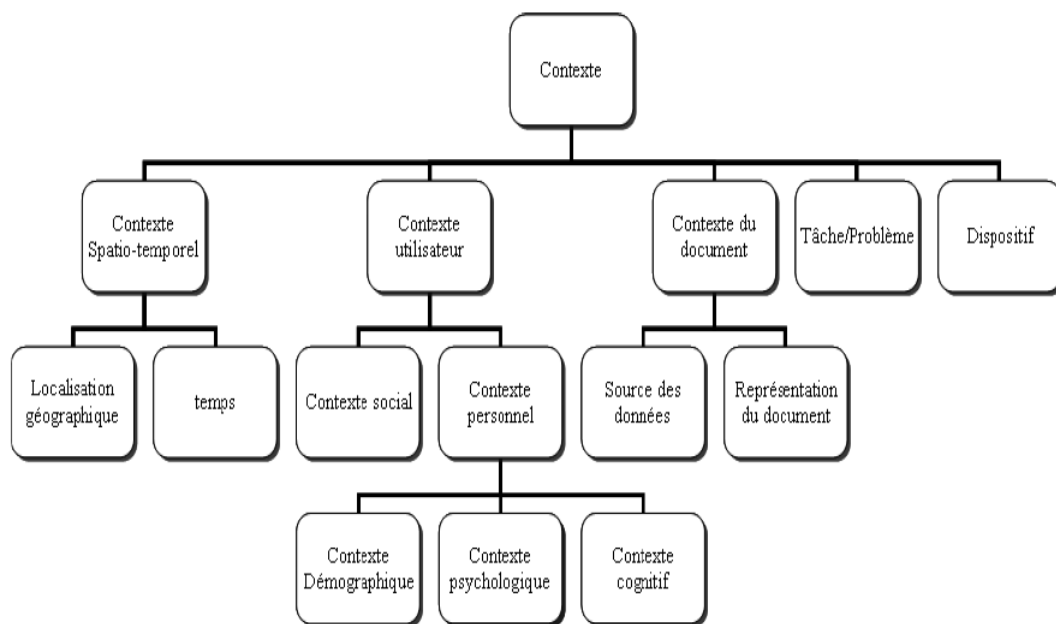 Contexte
Contexte
Spatio-temporel
Contexte
utilisateur
Contexte du
document
Tâche/Problème
Dispositif
Localisation
géographique
temps
Contexte social
Contexte
personnel
Source des
données
Représentation
du document
Contexte
Démographique
Contexte
psychologique
Contexte
cognitif